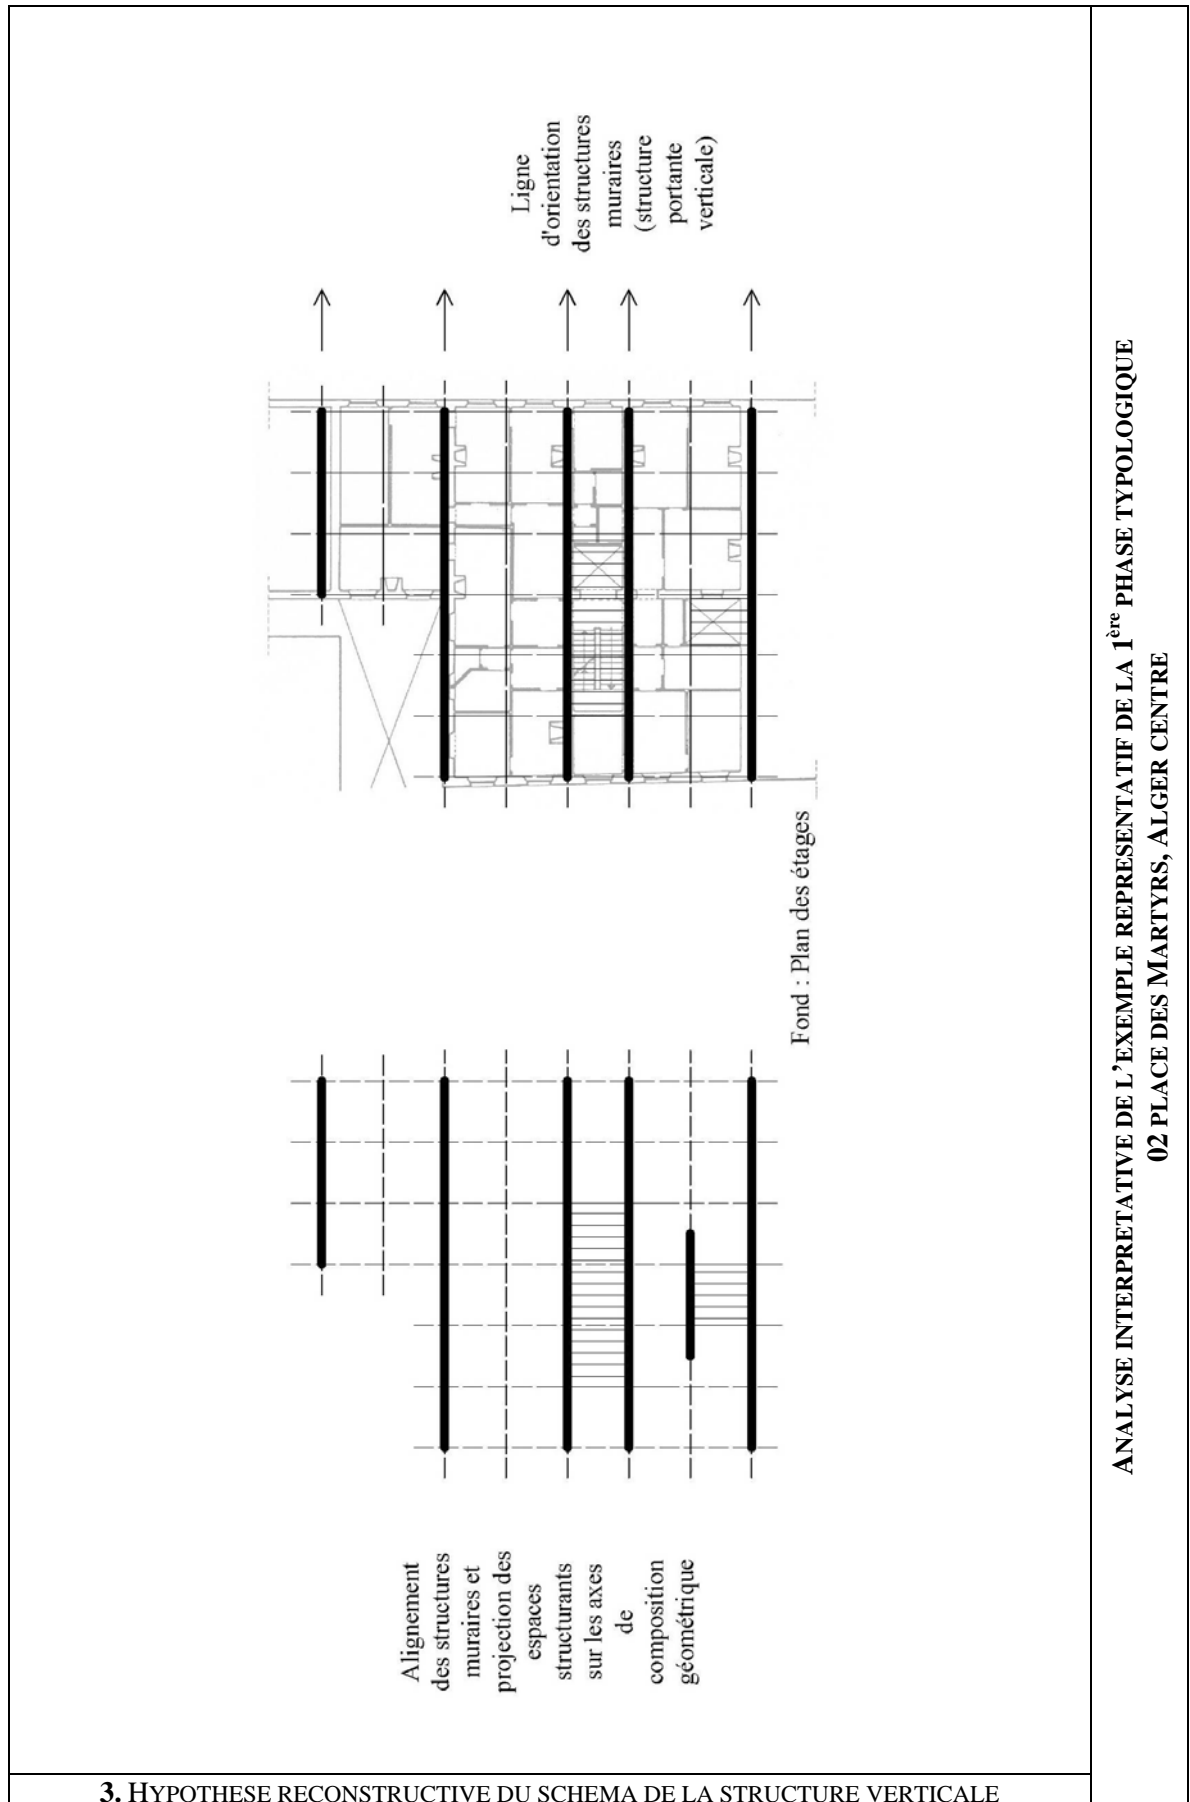 Ligne
d'orientation
des structures
muraires
(structure
portante
verticale)
Fond : Plan des étages
Alignement
des structures
muraires et
projection des
espaces
structurants
sur les axes
de
composition
géométrique
ANALYSE INTERPRETATIVE DE L’EXEMPLE REPRESENTATIF DE LA 1ère PHASE TYPOLOGIQUE
02 PLACE DES MARTYRS, ALGER CENTRE
3. HYPOTHESE RECONSTRUCTIVE DU SCHEMA DE LA STRUCTURE VERTICALE